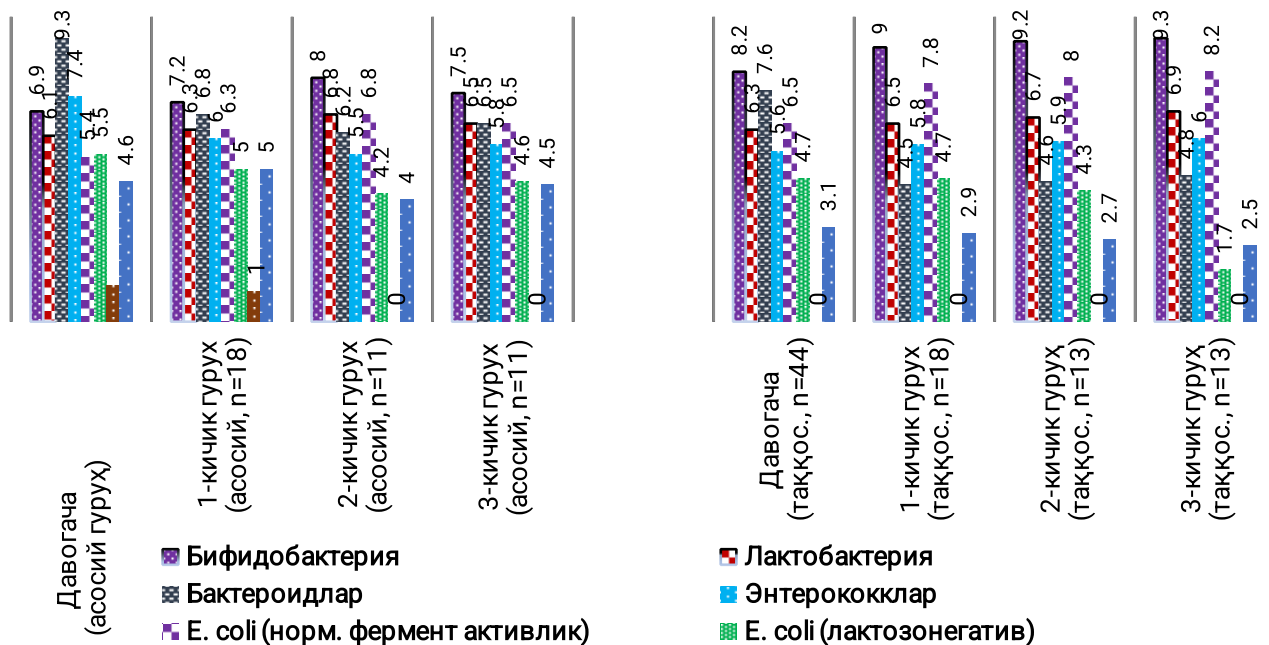 6.9 6.1 9.3 7.4 5.4 5.5 4.6
7.2 6.3 6.8 6 6.3 5 1 5
8 6.8 6.2 5.5 6.8 4.2 0 4
7.5 6.5 6.5 5.8 6.5 4.6 0 4.5
8.2 6.3 7.6 5.6 6.5 4.7 0 3.1
9 6.5 4.5 5.8 7.8 4.7 0 2.9
9.2 6.7 4.6 5.9 8 4.3 0 2.7
9.3 6.9 4.8 6 8.2 1.7 0 2.5
Давогача
(асосий гуруҳ)
1-кичик гурух
(асосий, n=18)
2-кичик гурух
(асосий, n=11)
3-кичик гурух
(асосий, n=11)
Давогача
(таққос., n=44)
1-кичик гуруҳ
(таққос., n=18)
2-кичик гуруҳ
(таққос., n=13)
3-кичик гуруҳ
(таққос., n=13)
Бифидобактерия
Лактобактерия
Бактероидлар
Энтерококклар
E. coli (норм. фермент активлик)
E. coli (лактозонегатив)